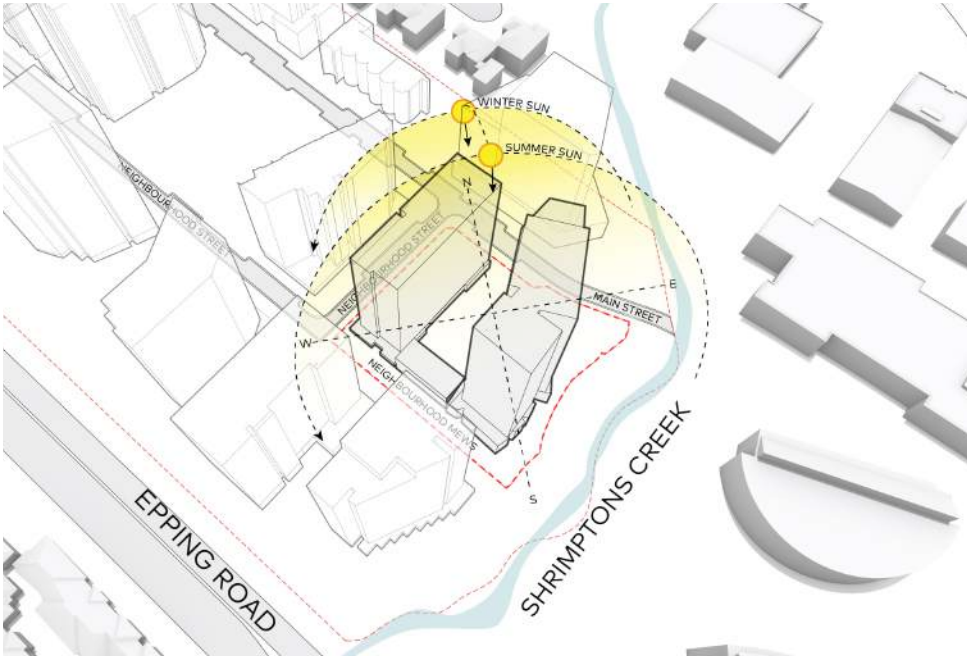 WINTER SUN
SUMMER SUN
N
NEIGHBOURHOOD STREET
NEIGHBOURHOOD STREET
E
MAIN STREET
W
NEIGHBOURHOOD MEWS
S
EPPING ROAD
SHRIMPTONS CREEK